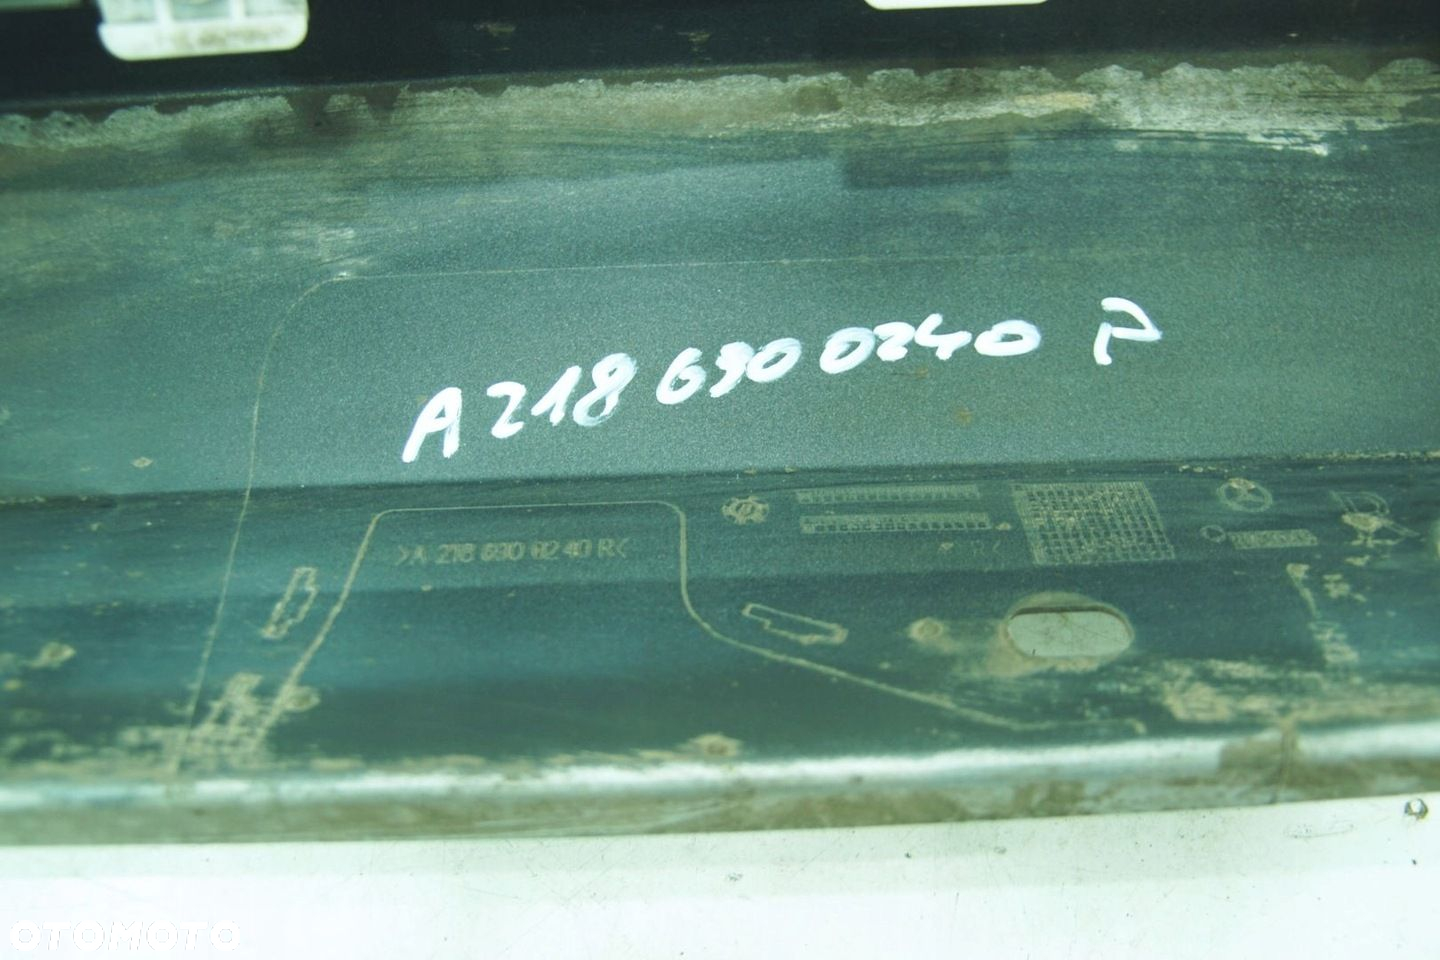 A 218 690 0240 P
>A 218 690 02 40 R<
R<
OTOMOTO